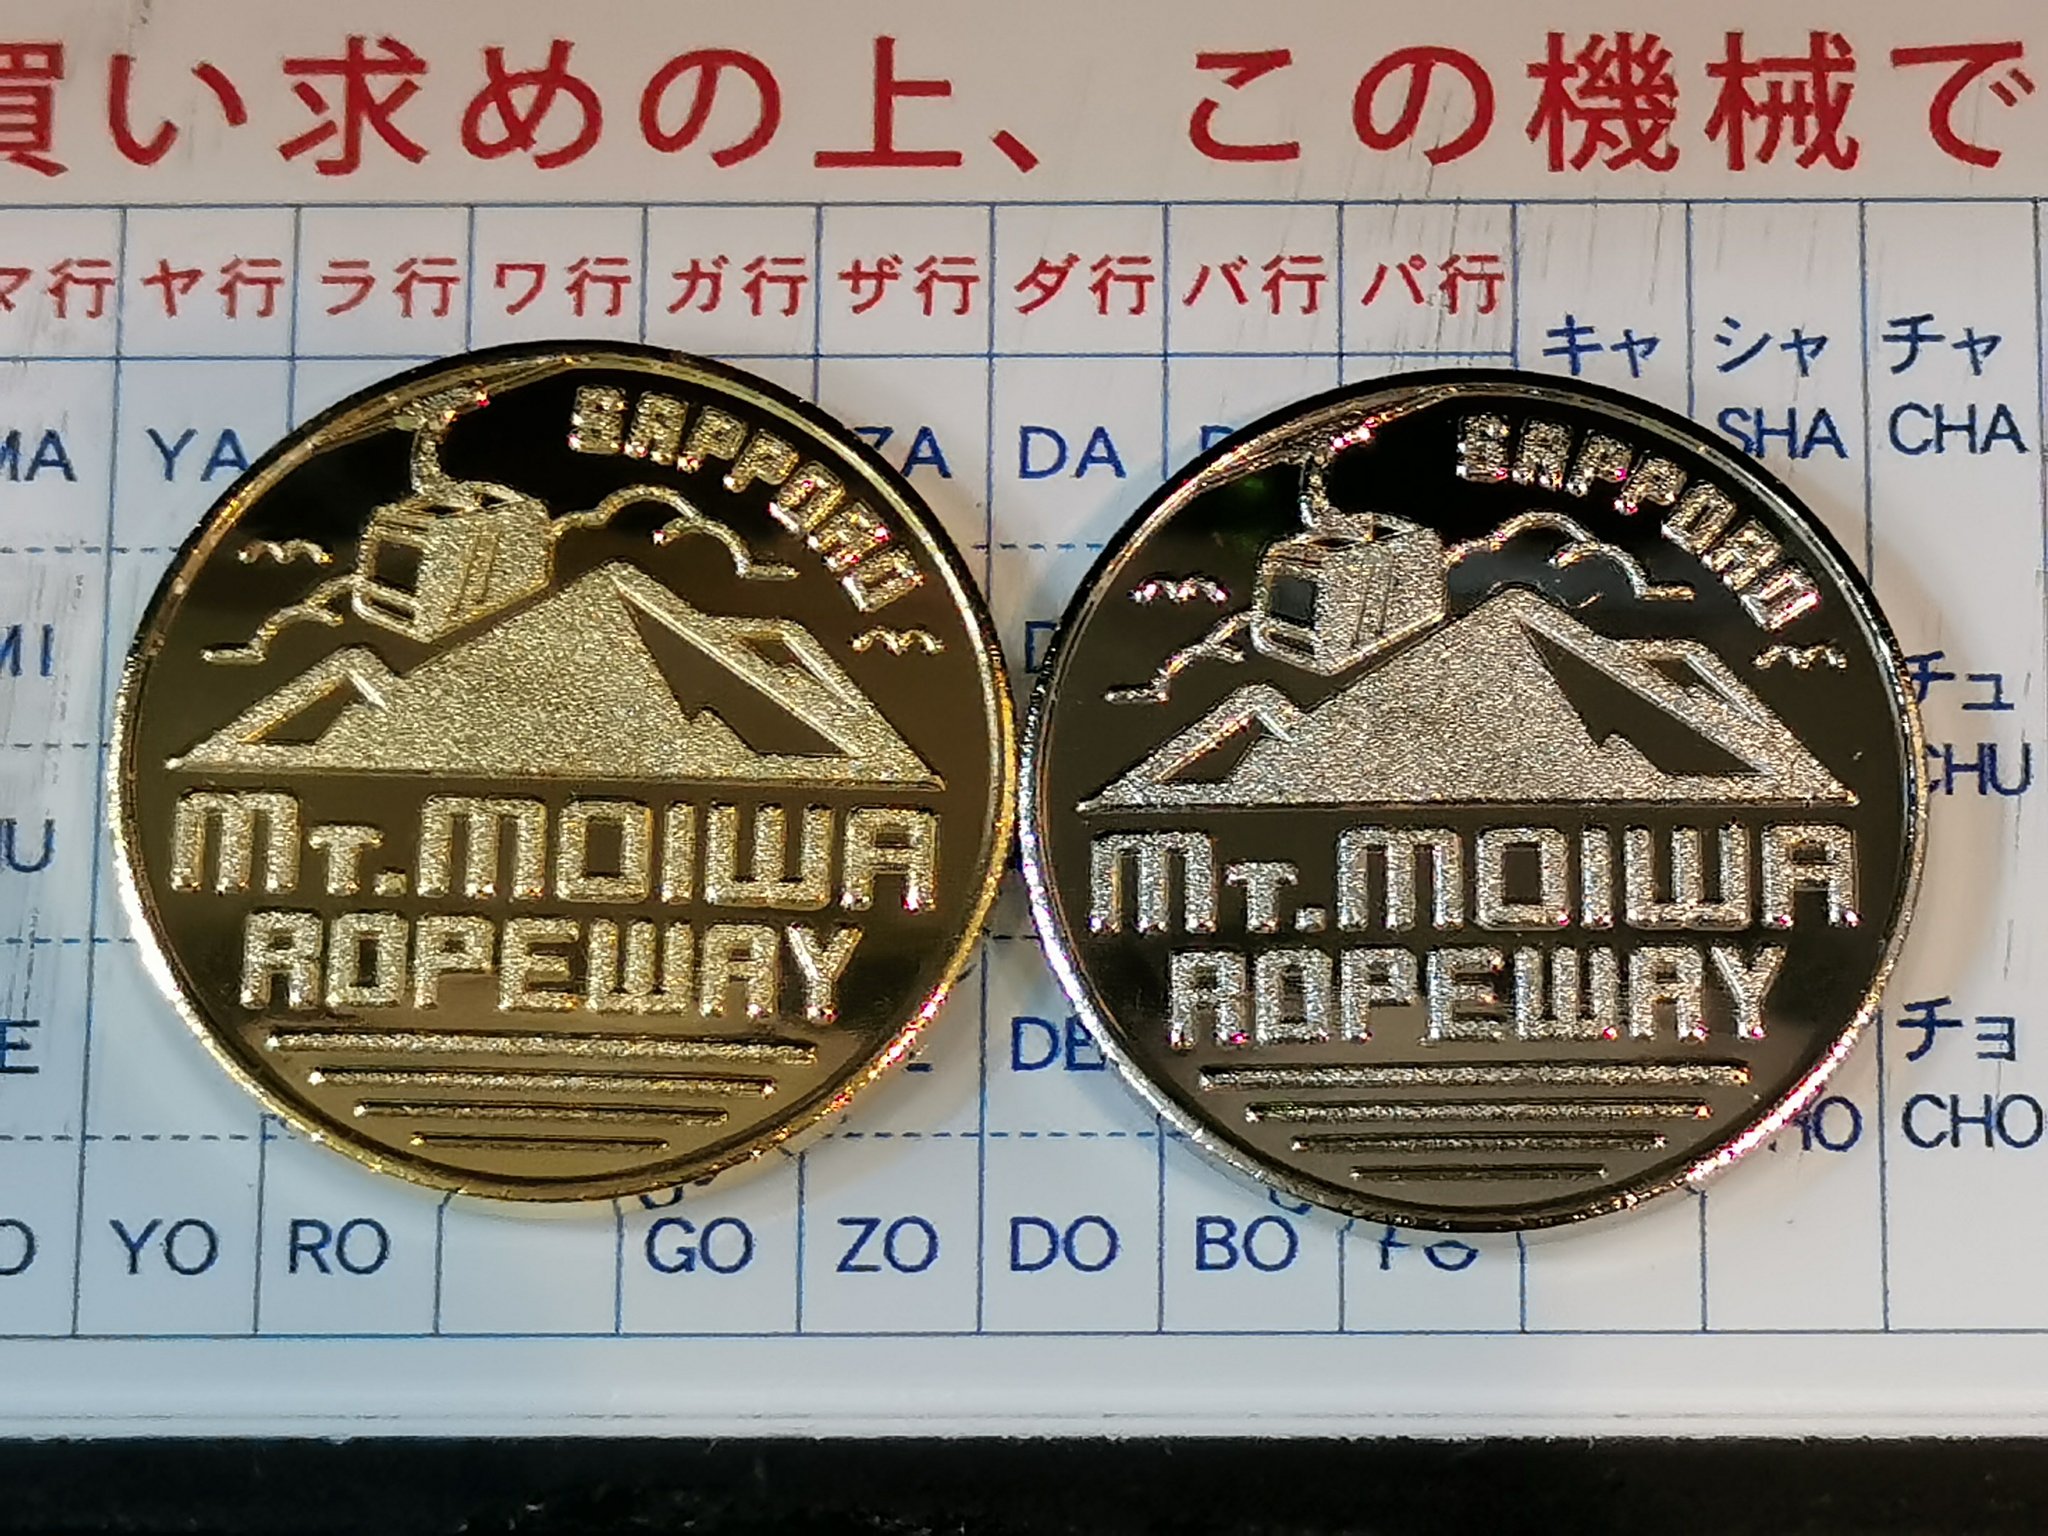 買い求めの上、この機械で
マ行 ヤ行 ラ行 ワ行 ガ行 ザ行 ダ行 バ行 パ行
キャ シャ チャ
MA YA ZA DA SHA CHA
SAPPORO SAPPORO
MI
チュ
CHU
MT.MOIWA MT.MOIWA
ROPEWAY ROPEWAY
DE チョ
CHO
YO RO GO ZO DO BO